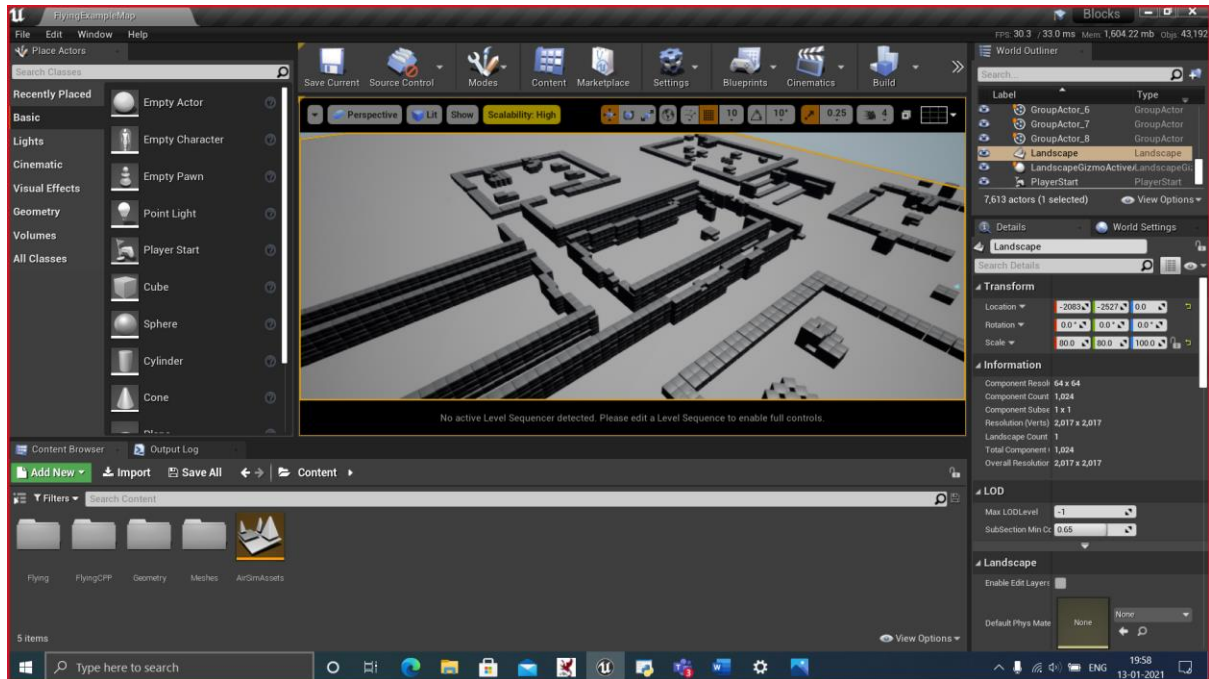 FlyingExampleMap
Blocks
File Edit Window Help
FPS: 30.3 / 33.0 ms Mem: 1,604.22 mb Objs: 43,192
Place Actors
Search Classes
Recently Placed
Basic
Lights
Cinematic
Visual Effects
Geometry
Volumes
All Classes
Empty Actor
Empty Character
Empty Pawn
Point Light
Player Start
Cube
Sphere
Cylinder
Cone
Save Current Source Control Modes Content Marketplace Settings Blueprints Cinematics Build
Perspective Lit Show Scalability: High 10 10° 0.25 4
No active Level Sequencer detected. Please edit a Level Sequence to enable full controls.
World Outliner
Search...
Label Type
GroupActor_6 GroupActor
GroupActor_7 GroupActor
GroupActor_8 GroupActor
Landscape Landscape
LandscapeGizmoActive LandscapeGi
PlayerStart PlayerStart
7,613 actors (1 selected) View Options
Details World Settings
Landscape
Search Details
Transform
Location -2083 -2527 0.0
Rotation 0.0° 0.0° 0.0°
Scale 80.0 80.0 100.0
Information
Component Resol 64 x 64
Component Count 1,024
Component Subse 1 x 1
Resolution (Verts) 2,017 x 2,017
Landscape Count 1
Total Component 1,024
Overall Resolution 2,017 x 2,017
LOD
Max LODLevel -1
SubSection Min Cc 0.65
Landscape
Enable Edit Layers
Default Phys Mate None None
Content Browser Output Log
Add New Import Save All Content
Filters Search Content
Flying FlyingCPP Geometry Meshes AirSimAssets
5 items View Options
Type here to search
ENG 19:58
13-01-2021